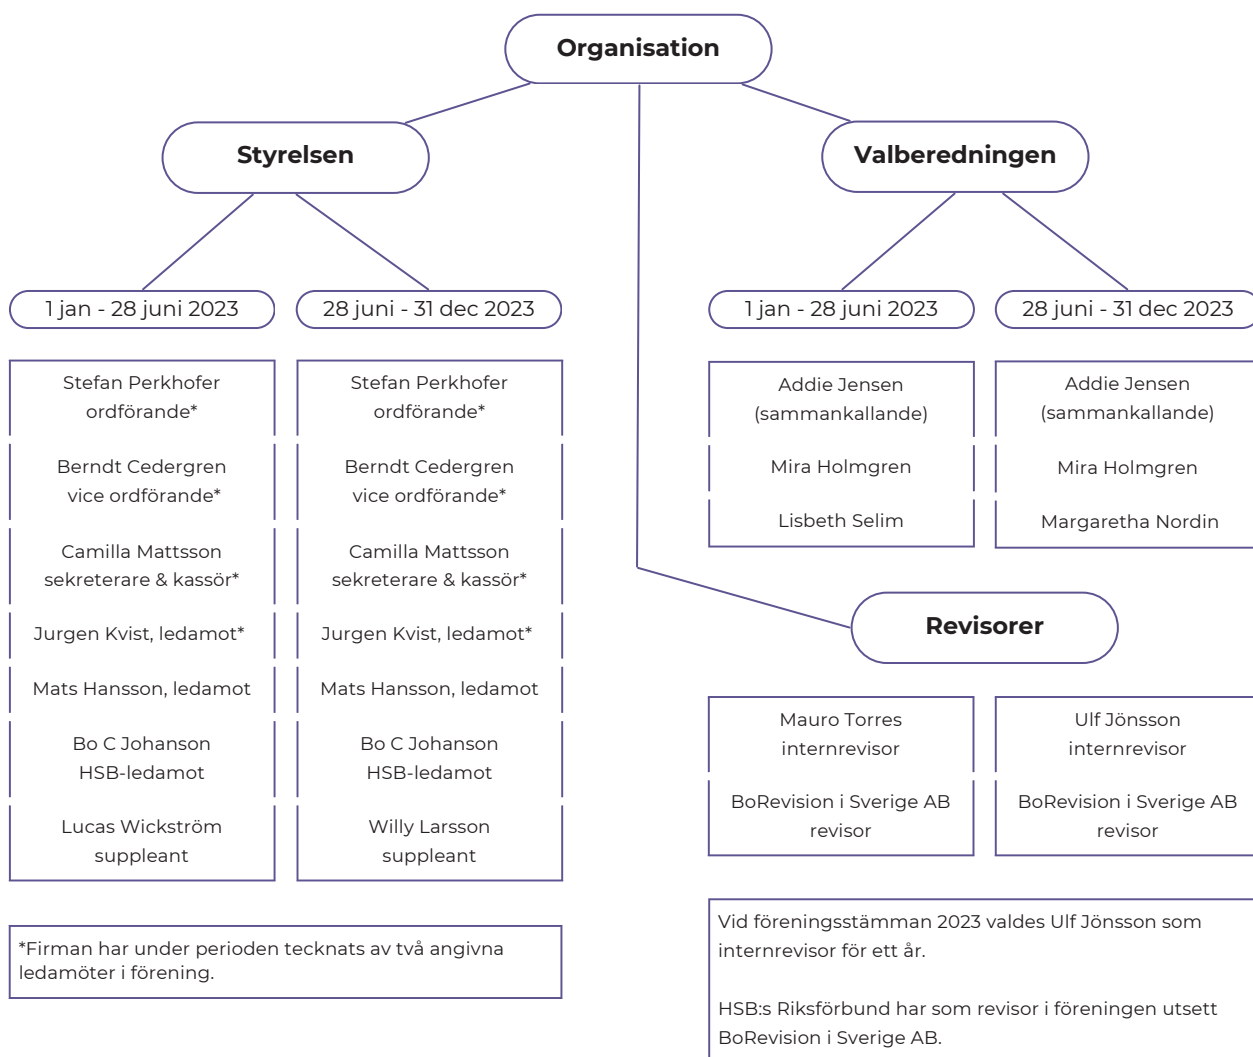 Organisation
Styrelsen
1 jan - 28 juni 2023
Stefan Perkhofer
ordförande*
Berndt Cedergren
vice ordförande*
Camilla Mattsson
sekreterare & kassör*
Jurgen Kvist, ledamot*
Mats Hansson, ledamot
Bo C Johanson
HSB-ledamot
Lucas Wickström
suppleant
28 juni - 31 dec 2023
Stefan Perkhofer
ordförande*
Berndt Cedergren
vice ordförande*
Camilla Mattsson
sekreterare & kassör*
Jurgen Kvist, ledamot*
Mats Hansson, ledamot
Bo C Johanson
HSB-ledamot
Willy Larsson
suppleant
*Firman har under perioden tecknats av två angivna
ledamöter i förening.
Valberedningen
1 jan - 28 juni 2023
Addie Jensen
(sammankallande)
Mira Holmgren
Lisbeth Selim
28 juni - 31 dec 2023
Addie Jensen
(sammankallande)
Mira Holmgren
Margaretha Nordin
Revisorer
Mauro Torres
internrevisor
BoRevision i Sverige AB
revisor
Ulf Jönsson
internrevisor
BoRevision i Sverige AB
revisor
Vid föreningsstämman 2023 valdes Ulf Jönsson som
internrevisor för ett år.
HSB:s Riksförbund har som revisor i föreningen utsett
BoRevision i Sverige AB.